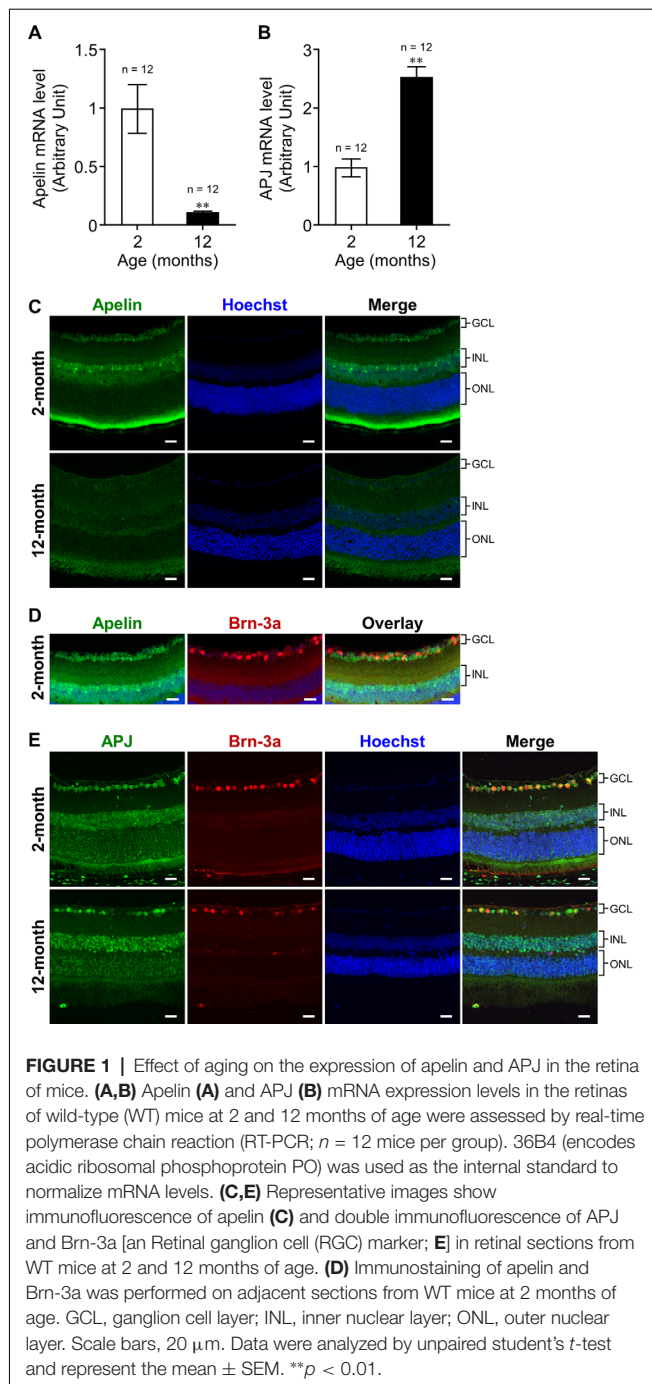 A
B
Apelin mRNA level
(Arbitrary Unit)
1.5
1
0.5
0
n = 12
n = 12
**
2
12
Age (months)
APJ mRNA level
(Arbitrary Unit)
3
2
1
0
n = 12
n = 12
**
2
12
Age (months)
C
Apelin
Hoechst
Merge
2-month
GCL
INL
ONL
12-month
GCL
INL
ONL
D
Apelin
Brn-3a
Overlay
2-month
GCL
INL
E
APJ
Brn-3a
Hoechst
Merge
2-month
GCL
INL
ONL
12-month
GCL
INL
ONL
FIGURE 1 | Effect of aging on the expression of apelin and APJ in the retina
of mice. (A,B) Apelin (A) and APJ (B) mRNA expression levels in the retinas
of wild-type (WT) mice at 2 and 12 months of age were assessed by real-time
polymerase chain reaction (RT-PCR; n = 12 mice per group). 36B4 (encodes
acidic ribosomal phosphoprotein PO) was used as the internal standard to
normalize mRNA levels. (C,E) Representative images show
immunofluorescence of apelin (C) and double immunofluorescence of APJ
and Brn-3a [an Retinal ganglion cell (RGC) marker; E] in retinal sections from
WT mice at 2 and 12 months of age. (D) Immunostaining of apelin and
Brn-3a was performed on adjacent sections from WT mice at 2 months of
age. GCL, ganglion cell layer; INL, inner nuclear layer; ONL, outer nuclear
layer. Scale bars, 20 μm. Data were analyzed by unpaired student's t-test
and represent the mean ± SEM. **p < 0.01.